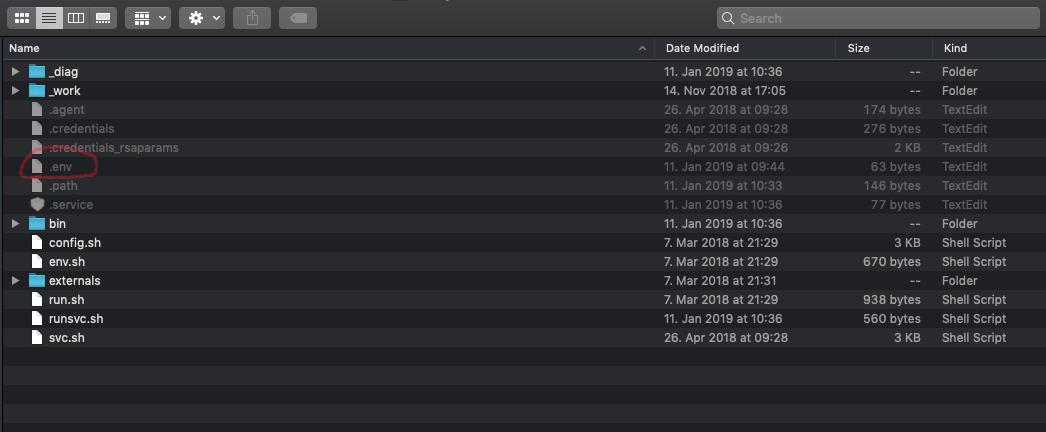 Search
Name Date Modified Size Kind
_diag 11. Jan 2019 at 10:36 -- Folder
_work 14. Nov 2018 at 17:05 -- Folder
.agent 26. Apr 2018 at 09:28 174 bytes TextEdit
.credentials 26. Apr 2018 at 09:28 276 bytes TextEdit
.credentials_rsaparams 26. Apr 2018 at 09:26 2 KB TextEdit
.env 11. Jan 2019 at 09:44 63 bytes TextEdit
.path 11. Jan 2019 at 10:33 146 bytes TextEdit
.service 11. Jan 2019 at 10:36 77 bytes TextEdit
bin 11. Jan 2019 at 10:36 -- Folder
config.sh 7. Mar 2018 at 21:29 3 KB Shell Script
env.sh 7. Mar 2018 at 21:29 670 bytes Shell Script
externals 7. Mar 2018 at 21:31 -- Folder
run.sh 7. Mar 2018 at 21:29 938 bytes Shell Script
runsvc.sh 11. Jan 2019 at 10:36 560 bytes Shell Script
svc.sh 26. Apr 2018 at 09:28 3 KB Shell Script